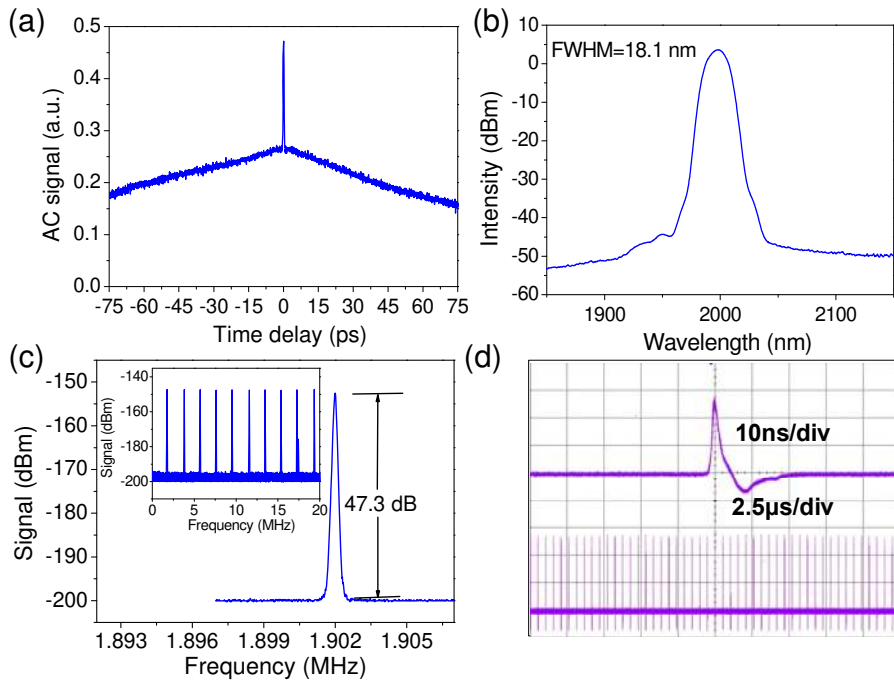 (a)
0.5
0.4
0.3
0.2
0.1
0.0
AC signal (a.u.)
-75 -60 -45 -30 -15 0 15 30 45 60 75
Time delay (ps)
(b)
FWHM=18.1 nm
10
0
-10
-20
-30
-40
-50
-60
Intensity (dBm)
1900 2000 2100
Wavelength (nm)
(c)
-150
-160
-170
-180
-190
-200
Signal (dBm)
-140
-160
-180
-200
Signal (dBm)
0 5 10 15 20
Frequency (MHz)
47.3 dB
1.893 1.896 1.899 1.902 1.905
Frequency (MHz)
(d)
10ns/div
2.5μs/div